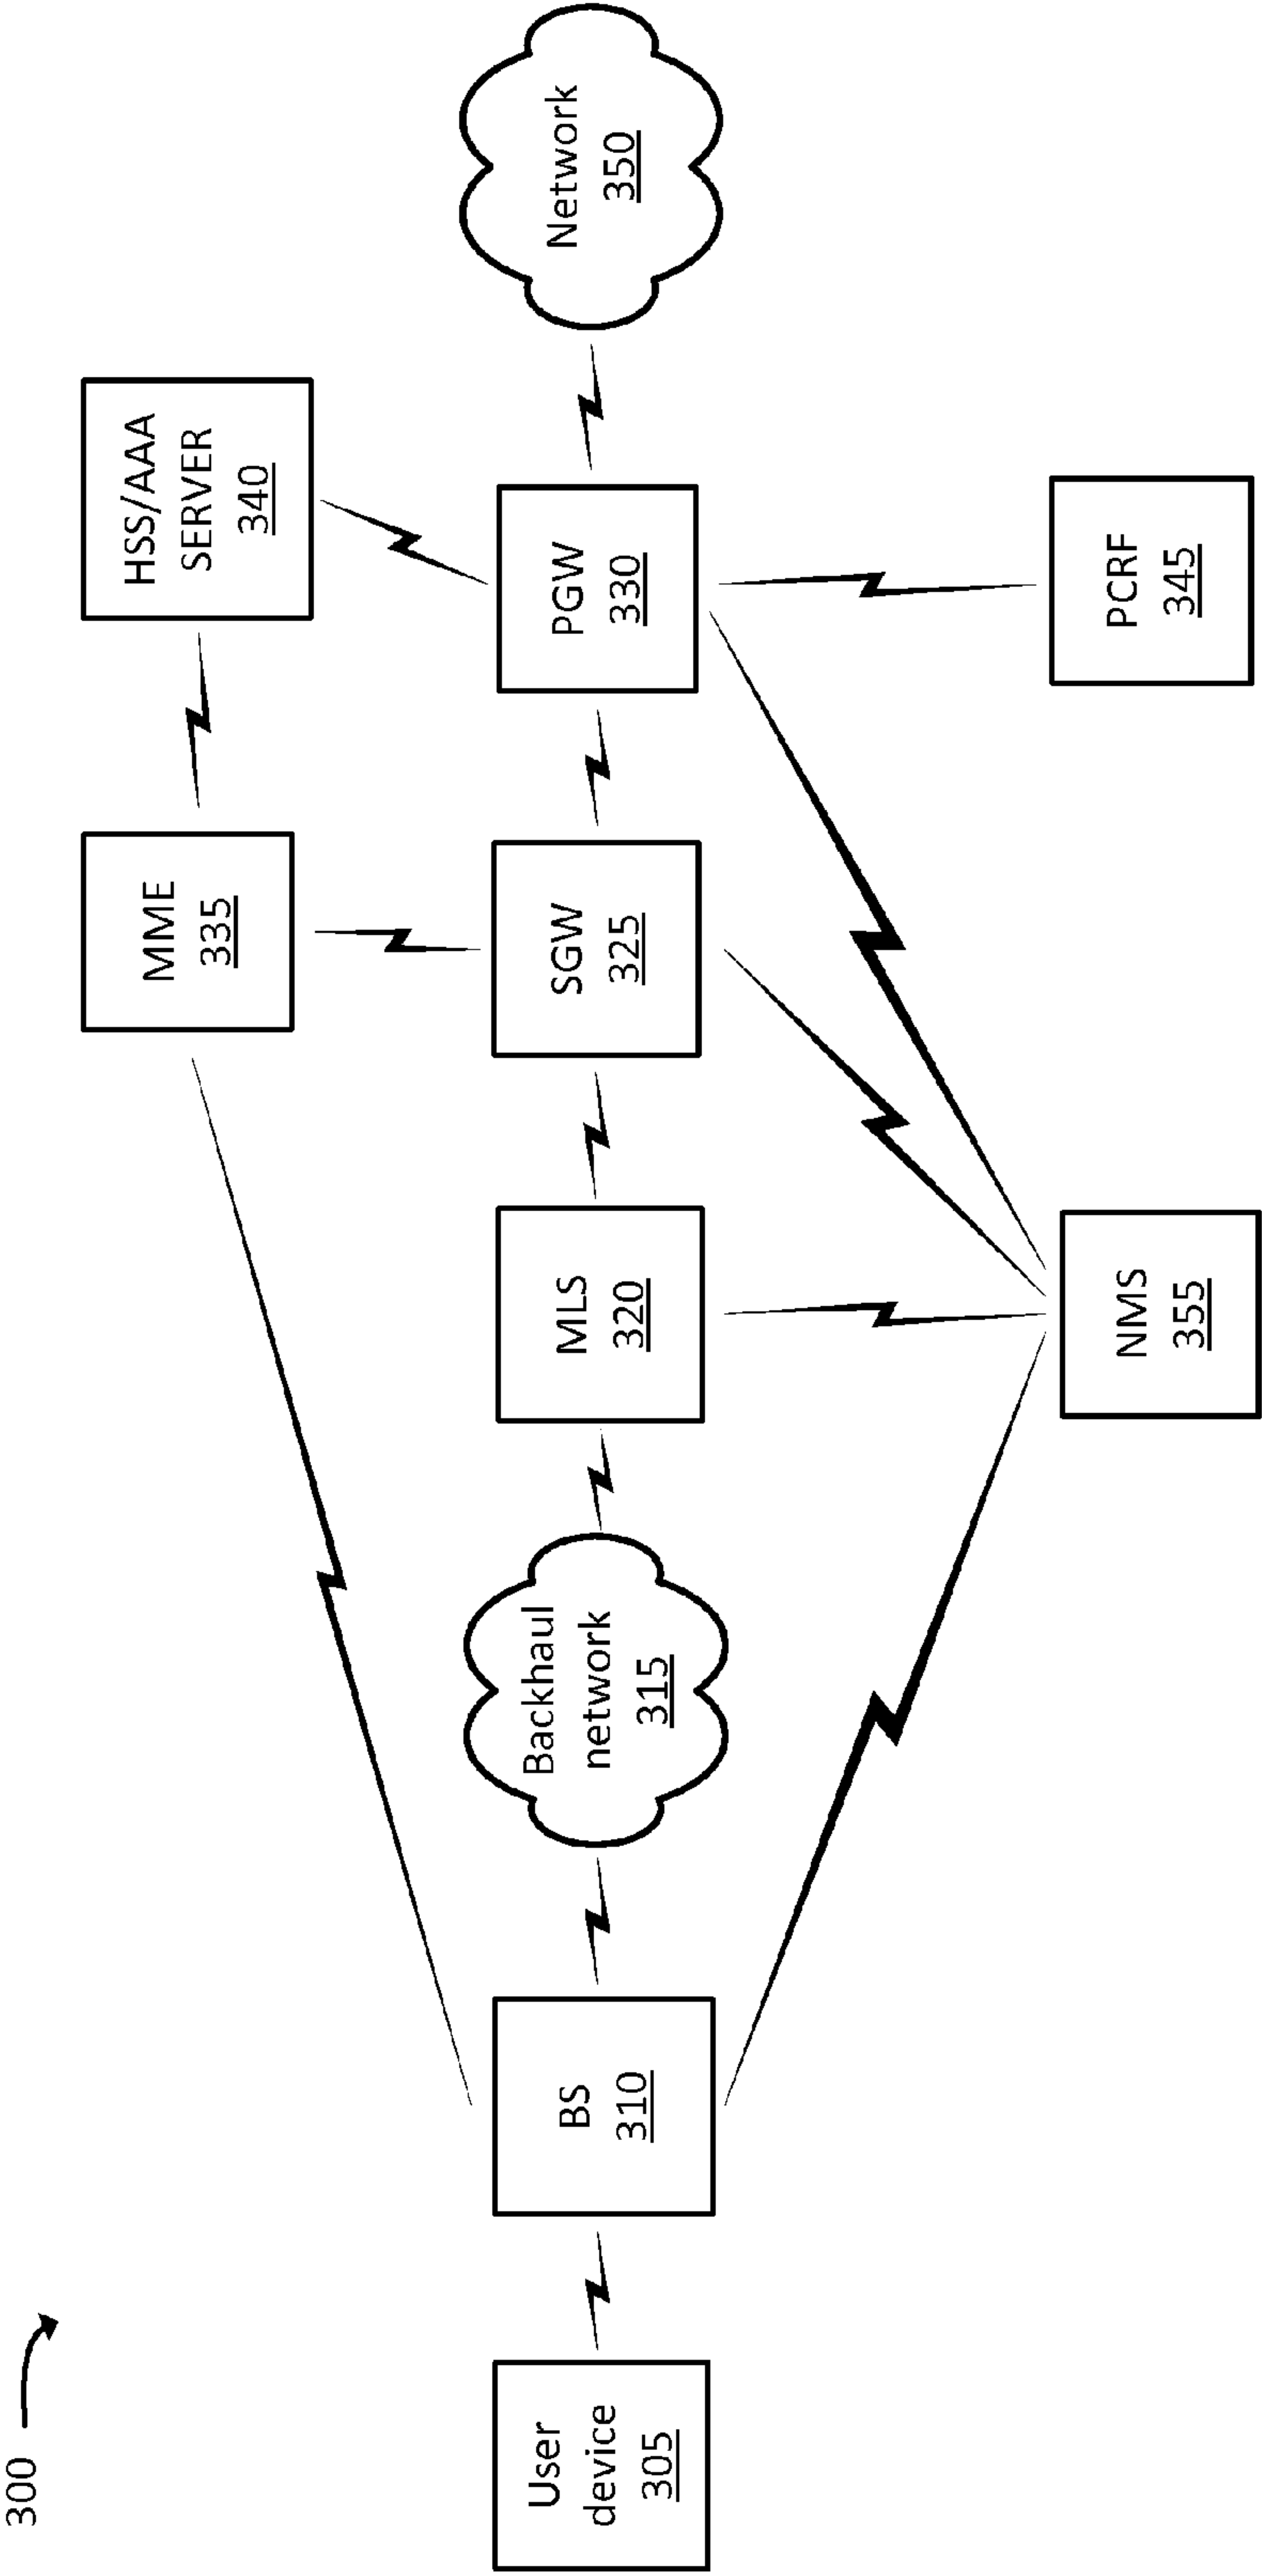 300
HSS/AAA
SERVER
340
MME
335
User
device
305
BS
310
Backhaul
network
315
MLS
320
SGW
325
PGW
330
Network
350
NMS
355
PCRF
345